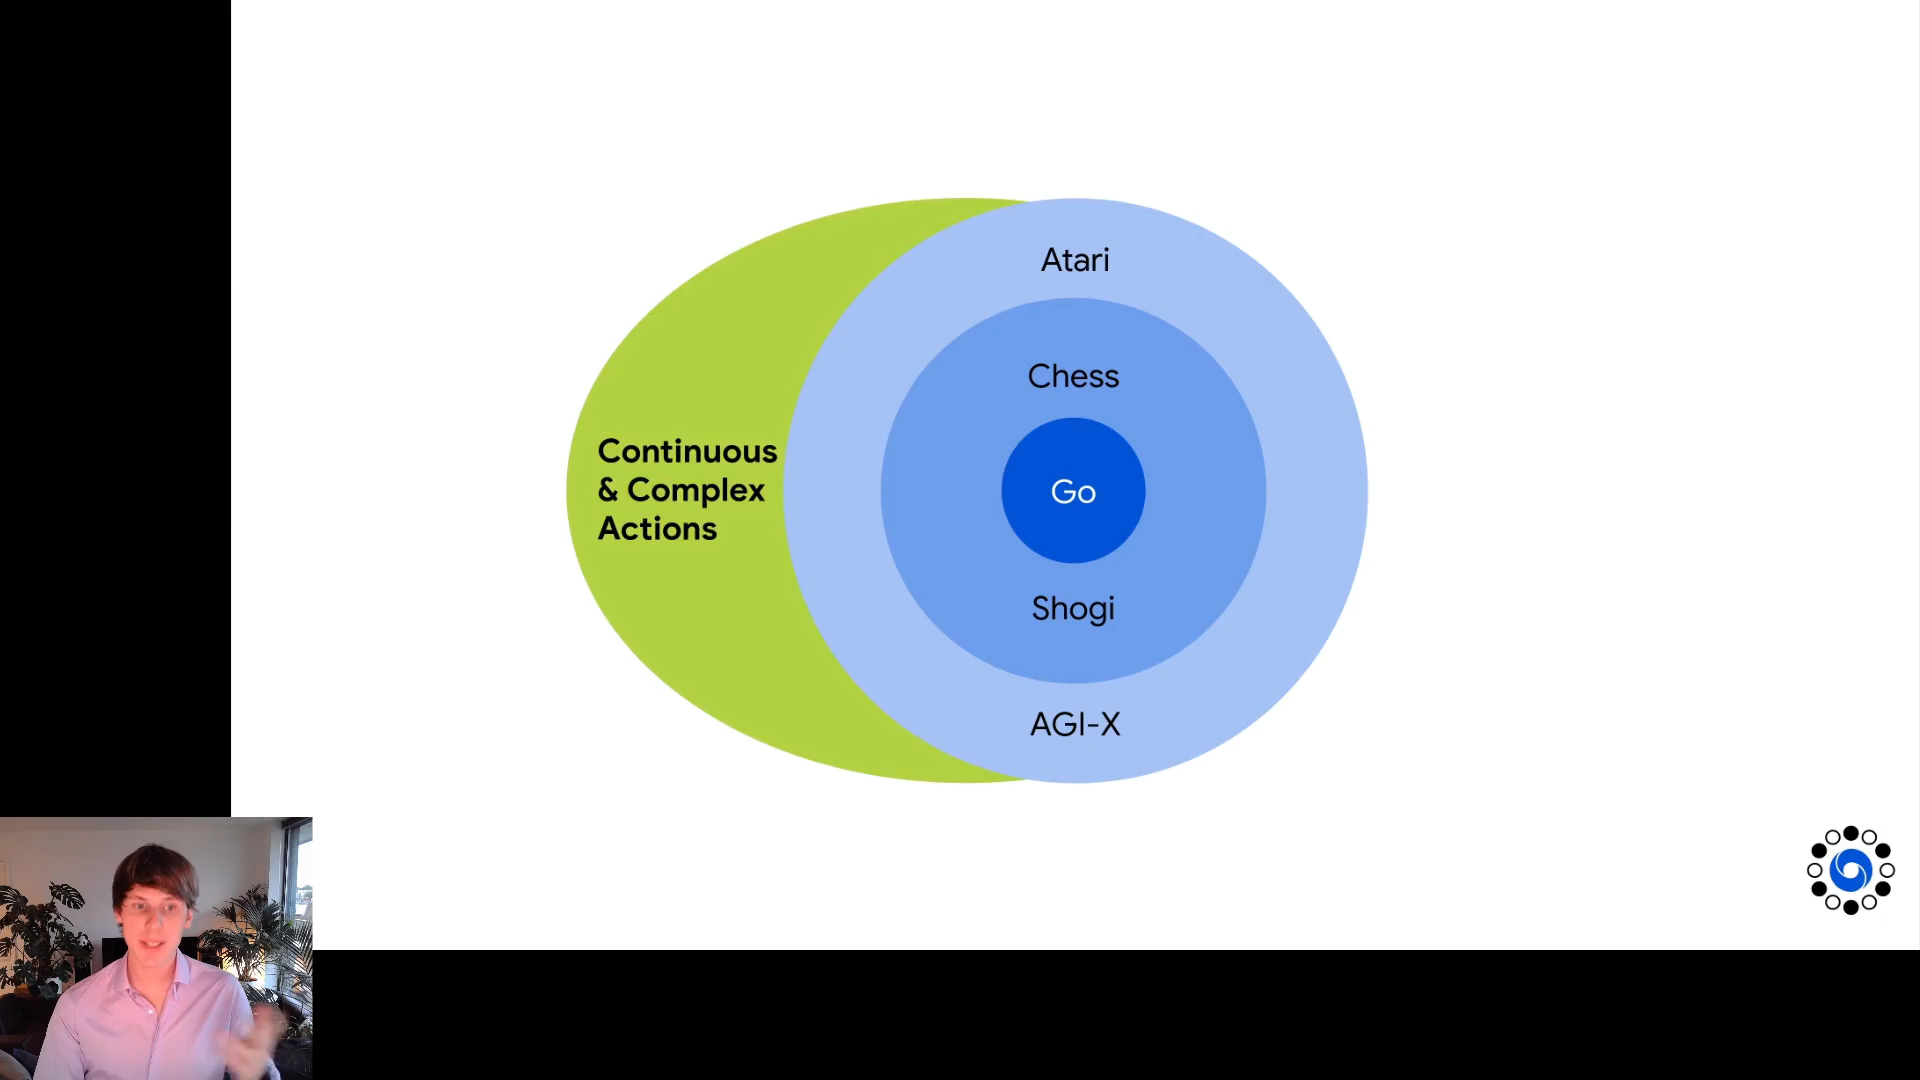 Atari
Chess
Continuous
& Complex
Actions
Go
Shogi
AGI-X